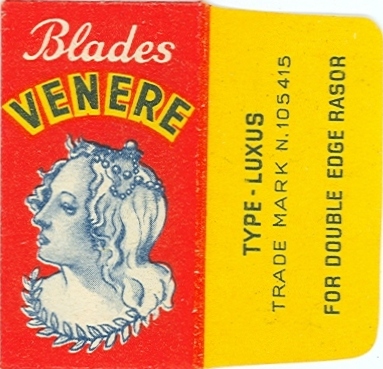 Blades
VENERE
TYPE-LUXUS
TRADE MARK N.105415
FOR DOUBLE EDGE RASOR